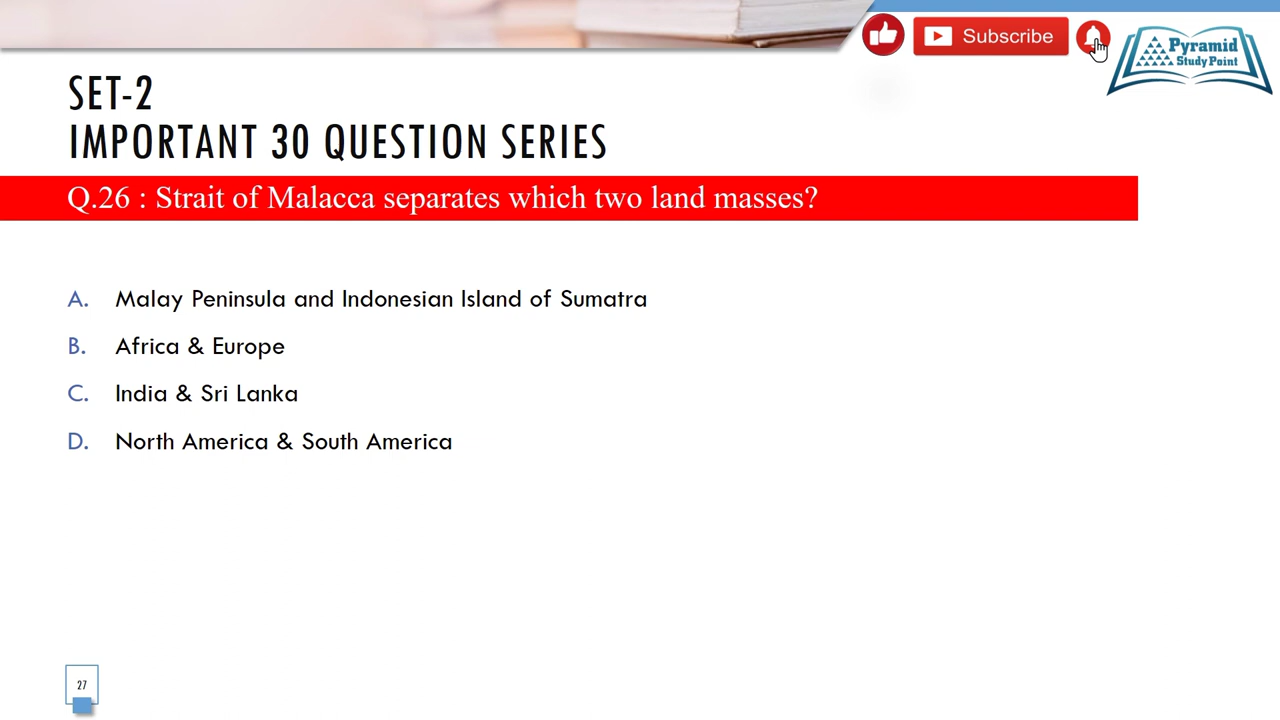 Subscribe
Pyramid
Study Point
SET-2
IMPORTANT 30 QUESTION SERIES
Q.26 : Strait of Malacca separates which two land masses?
A. Malay Peninsula and Indonesian Island of Sumatra
B. Africa & Europe
C. India & Sri Lanka
D. North America & South America
27